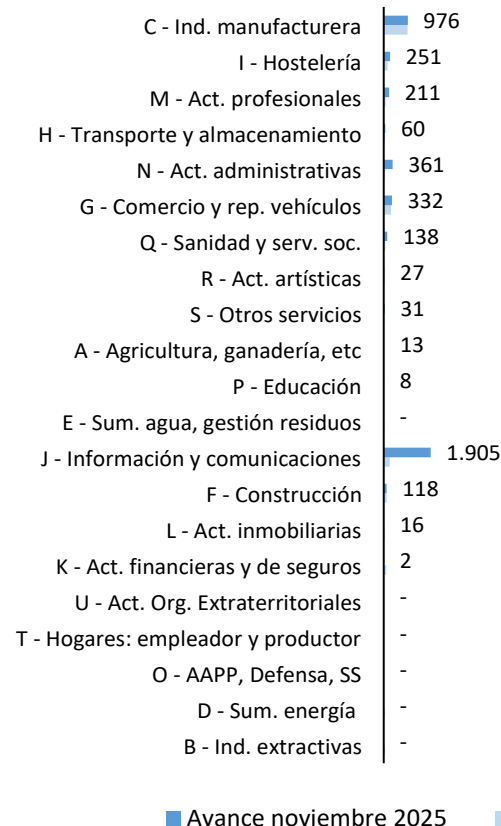 C - Ind. manufacturera 976
I - Hostelería 251
M - Act. profesionales 211
H - Transporte y almacenamiento 60
N - Act. administrativas 361
G - Comercio y rep. vehículos 332
Q - Sanidad y serv. soc. 138
R - Act. artísticas 27
S - Otros servicios 31
A - Agricultura, ganadería, etc 13
P - Educación 8
E - Sum. agua, gestión residuos -
J - Información y comunicaciones 1.905
F - Construcción 118
L - Act. inmobiliarias 16
K - Act. financieras y de seguros 2
U - Act. Org. Extraterritoriales -
T - Hogares: empleador y productor -
O - AAPP, Defensa, SS -
D - Sum. energía -
B - Ind. extractivas -
Avance noviembre 2025